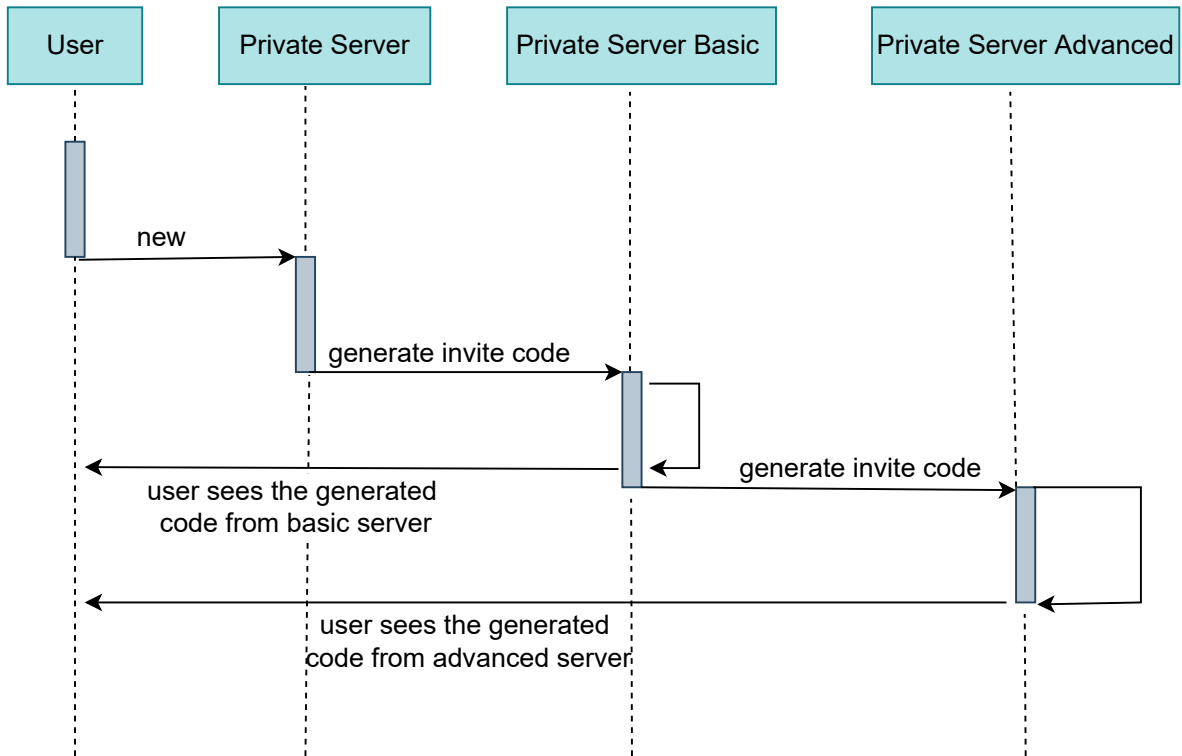 User
Private Server
Private Server Basic
Private Server Advanced
new
generate invite code
generate invite code
user sees the generated
code from basic server
user sees the generated
code from advanced server